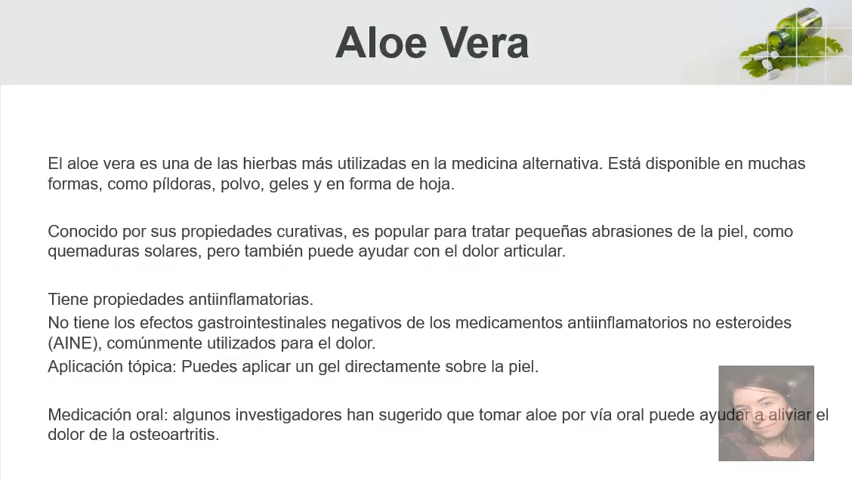 Aloe Vera
El aloe vera es una de las hierbas más utilizadas en la medicina alternativa. Está disponible en muchas
formas, como píldoras, polvo, geles y en forma de hoja.
Conocido por sus propiedades curativas, es popular para tratar pequeñas abrasiones de la piel, como
quemaduras solares, pero también puede ayudar con el dolor articular.
Tiene propiedades antiinflamatorias.
No tiene los efectos gastrointestinales negativos de los medicamentos antiinflamatorios no esteroides
(AINE), comúnmente utilizados para el dolor.
Aplicación tópica: Puedes aplicar un gel directamente sobre la piel.
Medicación oral: algunos investigadores han sugerido que tomar aloe por vía oral puede ayudar a aliviar el
dolor de la osteoartritis.